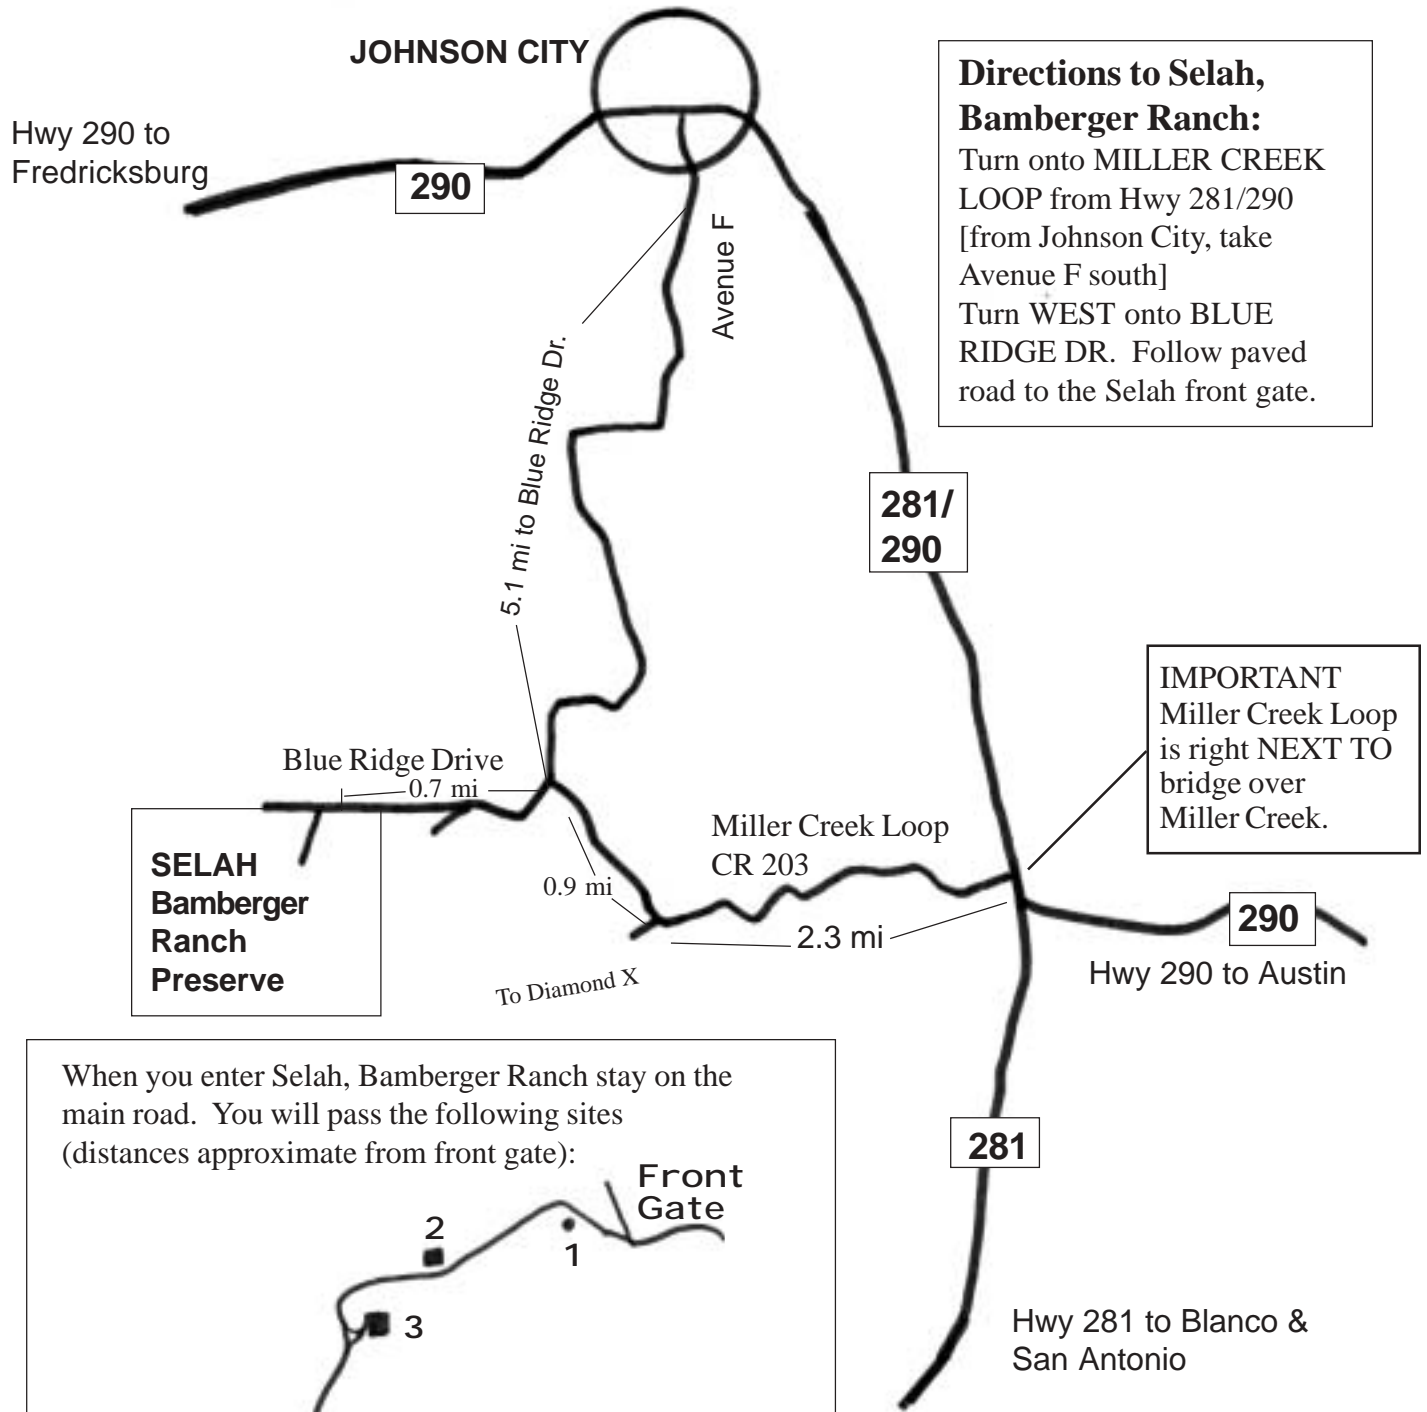 JOHNSON CITY
Hwy 290 to
Fredricksburg
290
Directions to Selah,
Bamberger Ranch:
Turn onto MILLER CREEK
LOOP from Hwy 281/290
[from Johnson City, take
Avenue F south]
Turn WEST onto BLUE
RIDGE DR.  Follow paved
road to the Selah front gate.
Avenue F
5.1 mi to Blue Ridge Dr.
281/
290
IMPORTANT
Miller Creek Loop
is right NEXT TO
bridge over
Miller Creek.
Blue Ridge Drive
0.7 mi
SELAH
Bamberger
Ranch
Preserve
0.9 mi
Miller Creek Loop
CR 203
2.3 mi
290
Hwy 290 to Austin
To Diamond X
When you enter Selah, Bamberger Ranch stay on the
main road.  You will pass the following sites
(distances approximate from front gate):
Front
Gate
2
1
3
281
Hwy 281 to Blanco &
San Antonio